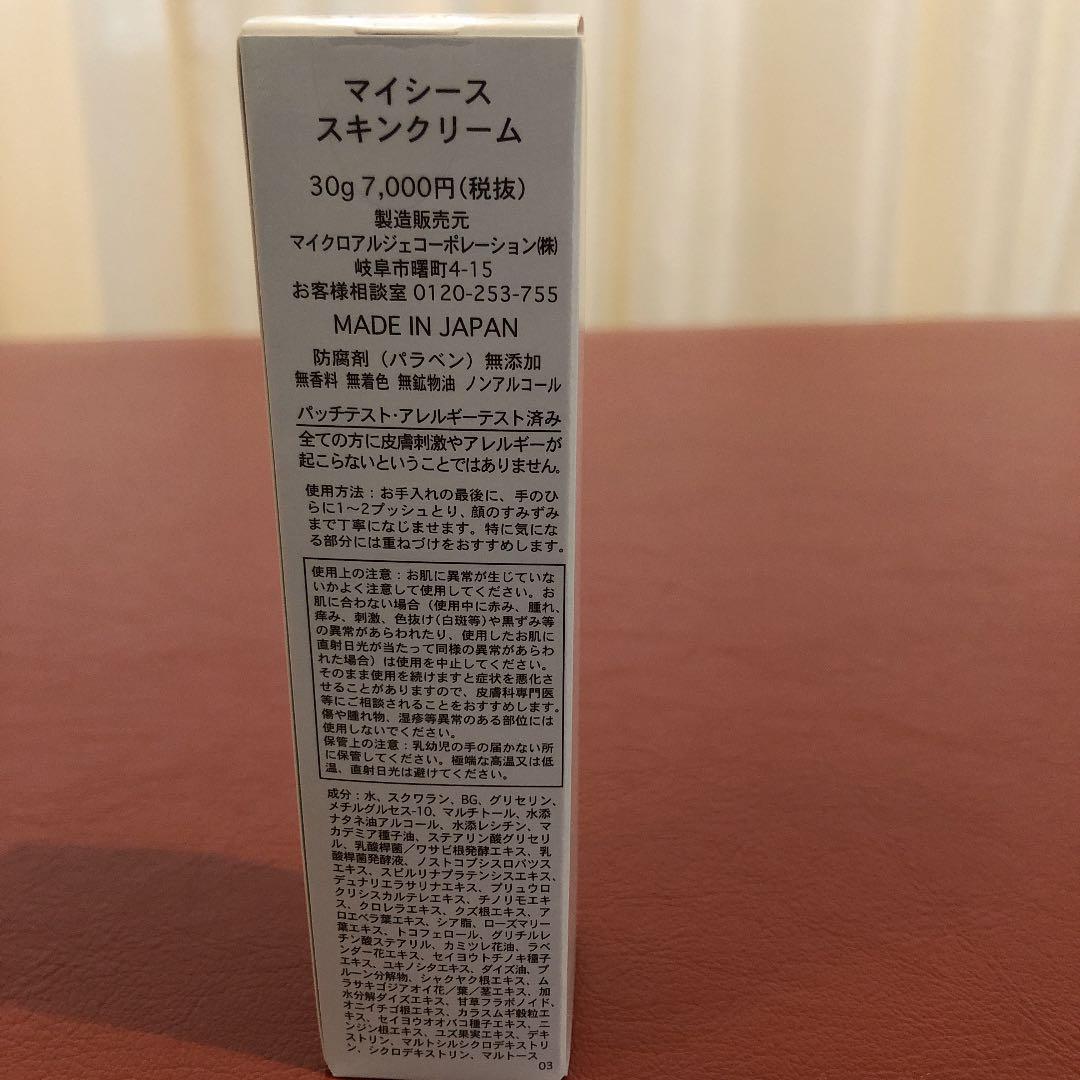 マイシース
スキンクリーム
30g 7,000円(税抜)
製造販売元
マイクロアルジェコーポレーション㈱
岐阜市曙町4-15
お客様相談室 0120-253-755
MADE IN JAPAN
防腐剤（パラベン）無添加
無香料 無着色 無鉱物油 ノンアルコール
パッチテスト・アレルギーテスト済み
全ての方に皮膚刺激やアレルギーが
起こらないということではありません。
使用方法：お手入れの最後に、手のひ
らに1〜2プッシュとり、顔のすみずみ
まで丁寧になじませます。特に気にな
る部分には重ねづけをおすすめします。
使用上の注意：お肌に異常が生じていな
いかよく注意して使用してください。お
肌に合わない場合（使用中に赤み、腫れ、
痒み、刺激、色抜け(白斑等)や黒ずみ等
の異常があらわれたり、使用したお肌に
直射日光が当たって同様の異常があらわ
れた場合）は使用を中止してください。
そのまま使用を続けますと症状を悪化さ
せることがありますので、皮膚科専門医
等にご相談されることをおすすめします。
傷や腫れ物、湿疹等異常のある部位には
使用しないでください。
保管上の注意：乳幼児の手の届かない所
に保管してください。極端な高温又は低
温、直射日光は避けてください。
成分：水、スクワラン、BG、グリセリン、
メチルグルセス-10、マルチトール、水添
ナタネ油アルコール、水添レシチン、マ
カデミア種子油、ステアリン酸グリセリ
ル、乳酸桿菌／ワサビ根発酵エキス、乳
酸桿菌発酵液、ノストコプシスロバツス
エキス、スピルリナプラテンシスエキス、
デュナリエラサリナエキス、プリュウロ
クリシスカルテレエキス、チノリモエキ
ス、クロレラエキス、クズ根エキス、ア
ロエベラ葉エキス、シア脂、ローズマリー
葉エキス、トコフェロール、グリチルレ
チン酸ステアリル、カミツレ花油、ラベ
ンダー花エキス、セイヨウトチノキ種子
エキス、ユキノシタエキス、ダイズ油、プ
ルーン分解物、シャクヤク根エキス、ム
ラサキゴジアオイ花／葉／茎エキス、加
水分解ダイズエキス、甘草フラボノイド、
オニイチゴ根エキス、カラスムギ穀粒エ
キス、セイヨウオオバコ種子エキス、ニ
ンジン根エキス、ユズ果実エキス、デキ
ストリン、マルトシルシクロデキストリ
ン、シクロデキストリン、マルトース
03